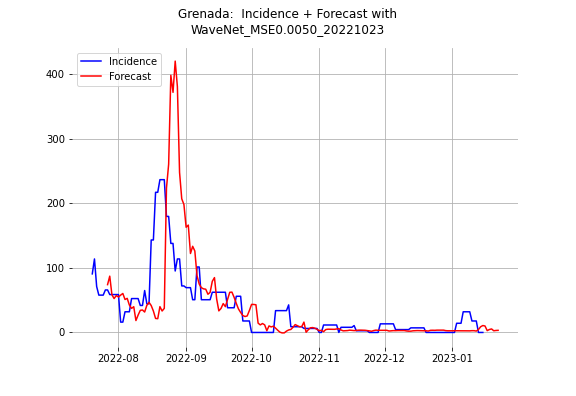 Grenada:  Incidence + Forecast with
WaveNet_MSE0.0050_20221023
Incidence
Forecast
400
300
200
100
0
2022-08
2022-09
2022-10
2022-11
2022-12
2023-01